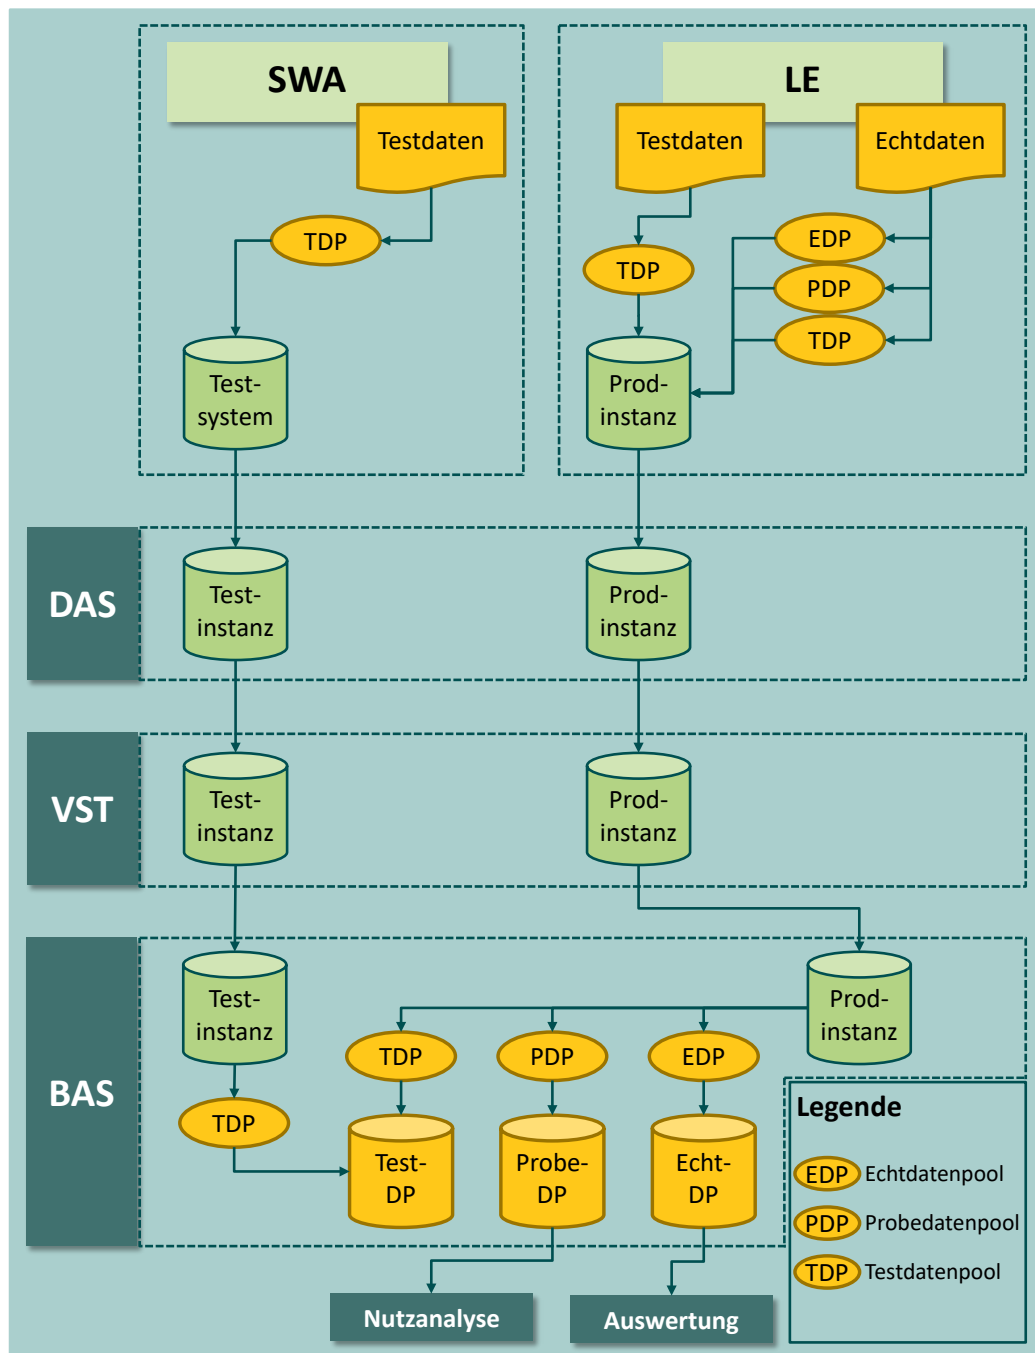 SWA
LE
Testdaten
Testdaten
Echtdaten
TDP
EDP
TDP
PDP
TDP
Test-
system
Prod-
instanz
DAS
Test-
instanz
Prod-
instanz
VST
Test-
instanz
Prod-
instanz
BAS
Test-
instanz
Prod-
instanz
TDP
PDP
EDP
TDP
Test-
DP
Probe-
DP
Echt-
DP
Legende
EDP Echtdatenpool
PDP Probedatenpool
TDP Testdatenpool
Nutzanalyse
Auswertung